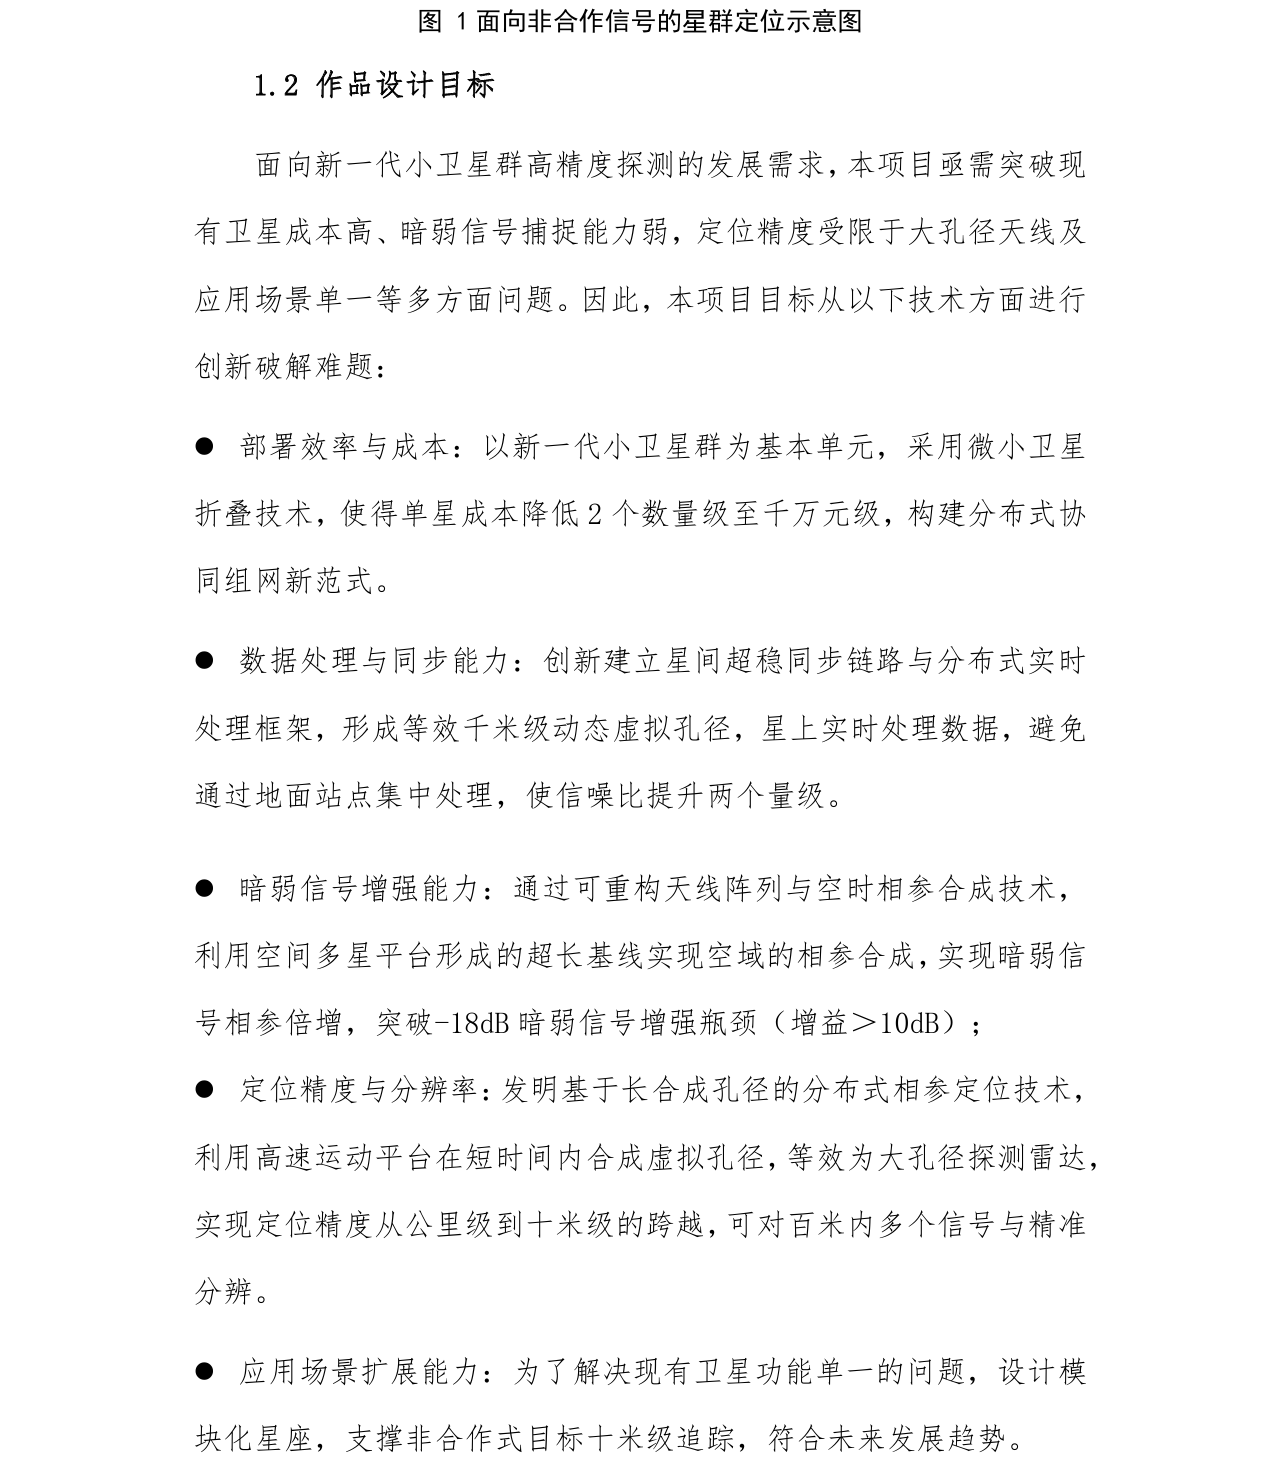 图 1 面向非合作信号的星群定位示意图
1.2 作品设计目标
面向新一代小卫星群高精度探测的发展需求，本项目亟需突破现
有卫星成本高、暗弱信号捕捉能力弱，定位精度受限于大孔径天线及
应用场景单一等多方面问题。因此，本项目目标从以下技术方面进行
创新破解难题：
● 部署效率与成本：以新一代小卫星群为基本单元，采用微小卫星
折叠技术，使得单星成本降低 2 个数量级至千万元级，构建分布式协
同组网新范式。
● 数据处理与同步能力：创新建立星间超稳同步链路与分布式实时
处理框架，形成等效千米级动态虚拟孔径，星上实时处理数据，避免
通过地面站点集中处理，使信噪比提升两个量级。
● 暗弱信号增强能力：通过可重构天线阵列与空时相参合成技术，
利用空间多星平台形成的超长基线实现空域的相参合成，实现暗弱信
号相参倍增，突破-18dB 暗弱信号增强瓶颈（增益＞10dB）；
● 定位精度与分辨率：发明基于长合成孔径的分布式相参定位技术，
利用高速运动平台在短时间内合成虚拟孔径，等效为大孔径探测雷达，
实现定位精度从公里级到十米级的跨越，可对百米内多个信号与精准
分辨。
● 应用场景扩展能力：为了解决现有卫星功能单一的问题，设计模
块化星座，支撑非合作式目标十米级追踪，符合未来发展趋势。